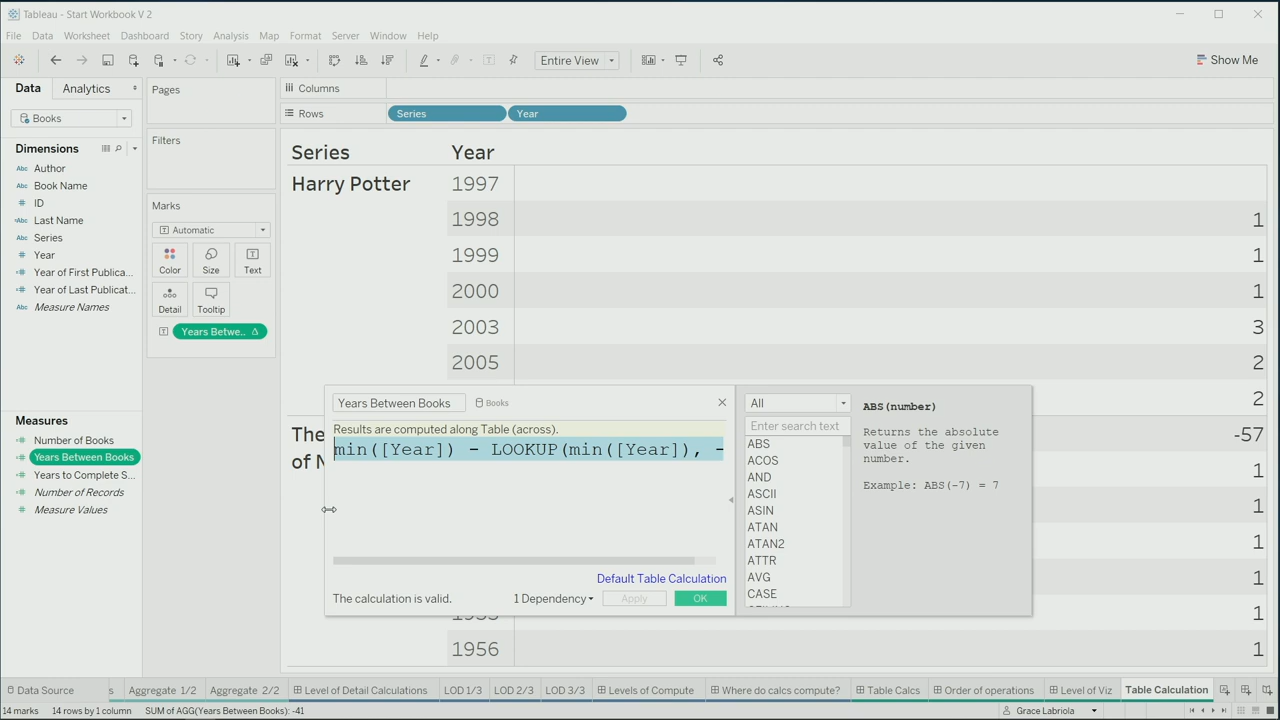 Tableau - Start Workbook V 2
File Data Worksheet Dashboard Story Analysis Map Format Server Window Help
Entire View
Show Me
Data Analytics
Books
Dimensions
Abc Author
Abc Book Name
# ID
Abc Last Name
Abc Series
# Year
# Year of First Publica...
# Year of Last Publicat...
Abc Measure Names
Measures
# Number of Books
# Years Between Books
# Years to Complete S...
# Number of Records
# Measure Values
Pages
Filters
Marks
Automatic
Color Size Text
Detail Tooltip
Years Betwe.. Δ
Columns
Rows Series Year
Series Year
Harry Potter 1997
1998 1
1999 1
2000 1
2003 3
2005 2
2
The -57
of N 1
1
1
1
1956 1
Years Between Books Books
Results are computed along Table (across).
min([Year]) - LOOKUP(min([Year]), -
Default Table Calculation
The calculation is valid. 1 Dependency Apply OK
All
Enter search text
ABS
ACOS
AND
ASCII
ASIN
ATAN
ATAN2
ATTR
AVG
CASE
ABS(number)
Returns the absolute
value of the given
number.
Example: ABS(-7) = 7
Data Source s Aggregate 1/2 Aggregate 2/2 Level of Detail Calculations LOD 1/3 LOD 2/3 LOD 3/3 Levels of Compute Where do calcs compute? Table Calcs Order of operations Level of Viz Table Calculation
14 marks 14 rows by 1 column SUM of AGG(Years Between Books): -41 Grace Labriola